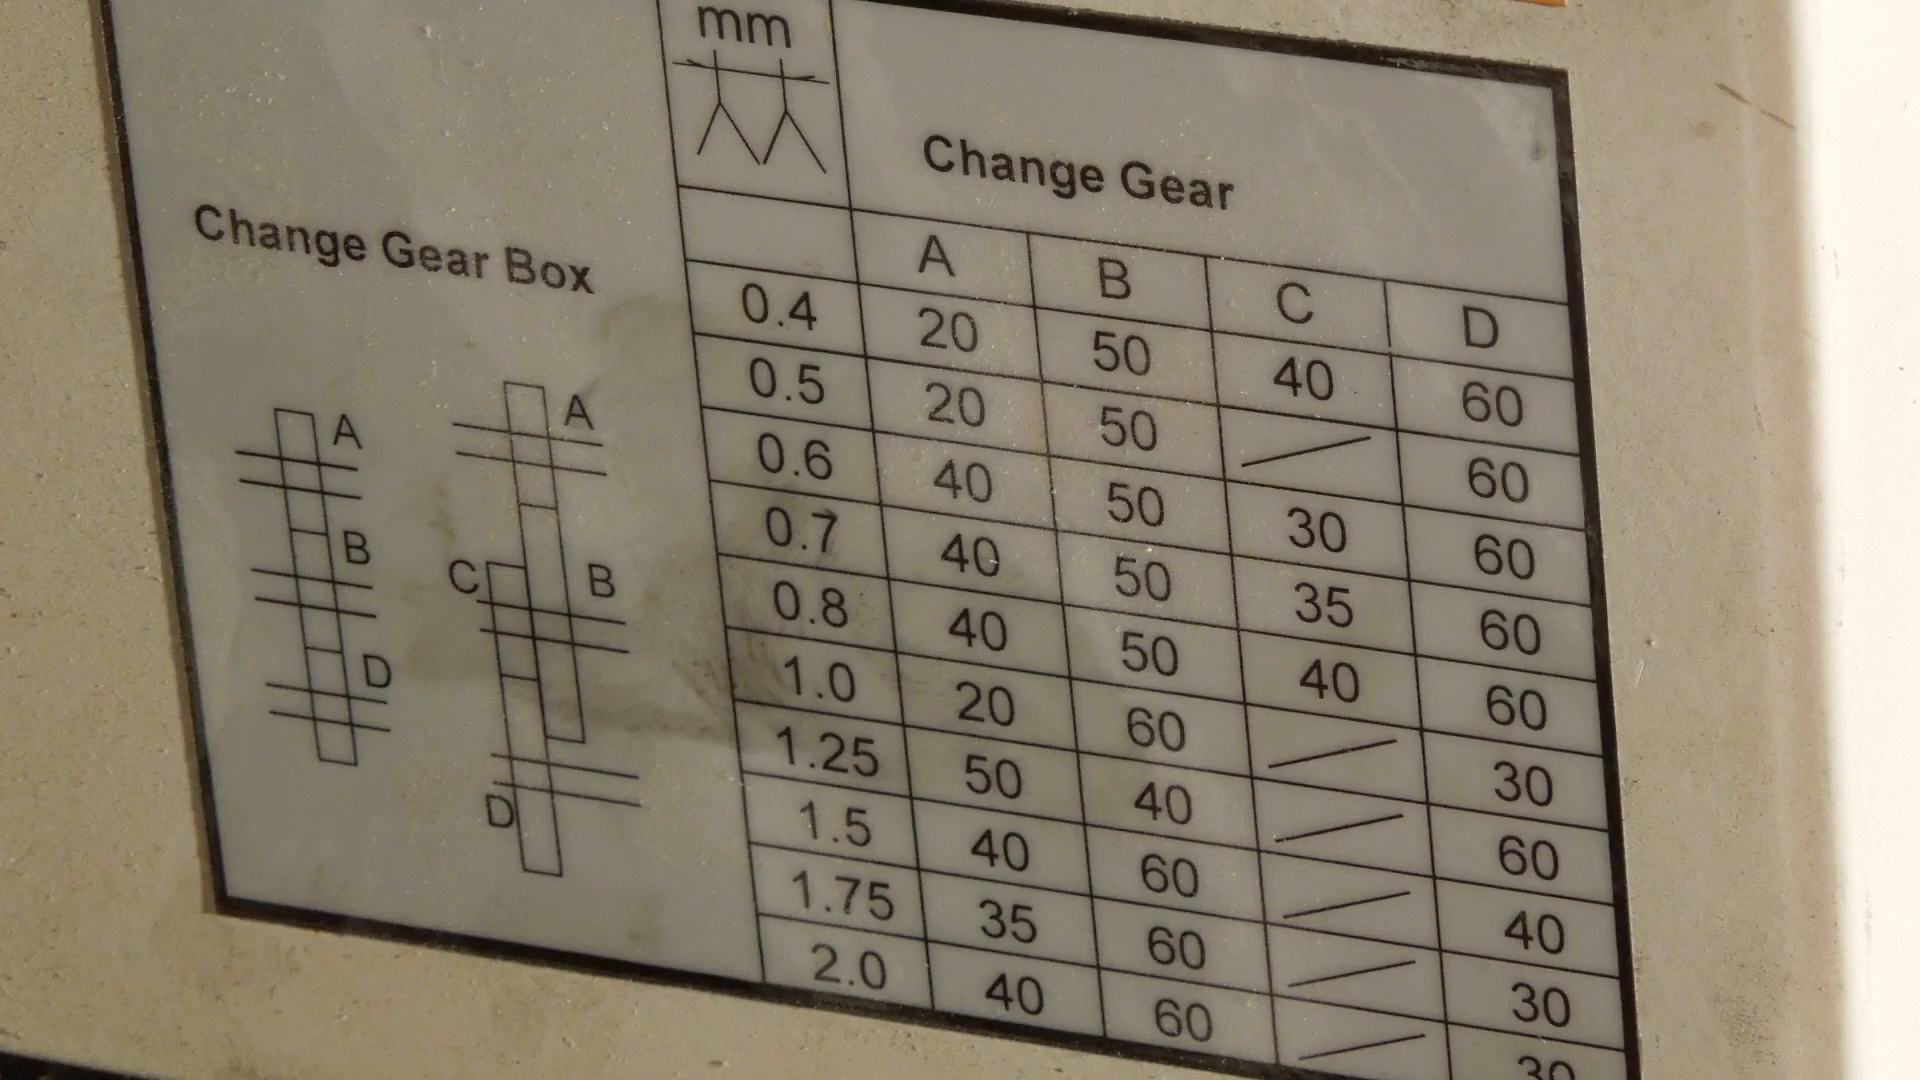 mm
Change Gear
Change Gear Box
A B C D
0.4 20 50 40 60
0.5 20 50 60
0.6 40 50 30 60
0.7 40 50 35 60
0.8 40 50 40 60
1.0 20 60 30
1.25 50 40 60
1.5 40 60 40
1.75 35 60 30
2.0 40 60 30
A
B
D
A
C B
D